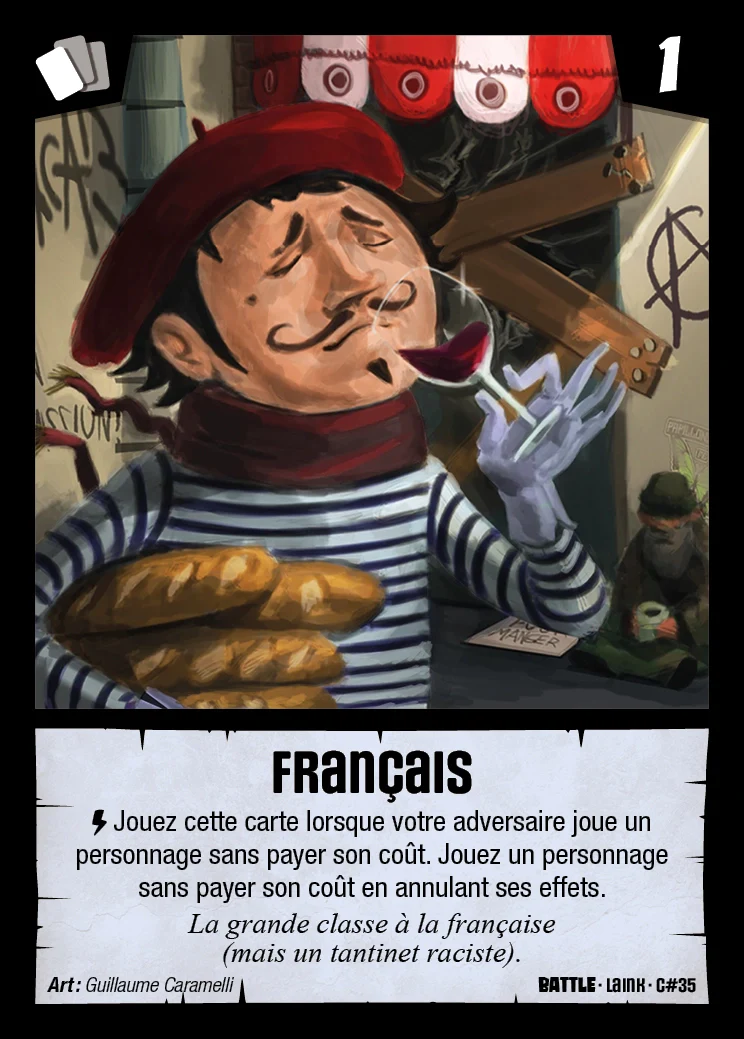 1
POUR
MANGER
Français
Jouez cette carte lorsque votre adversaire joue un
personnage sans payer son coût. Jouez un personnage
sans payer son coût en annulant ses effets.
La grande classe à la française
(mais un tantinet raciste).
Art : Guillaume Caramelli
BATTLE · Laink · C#35